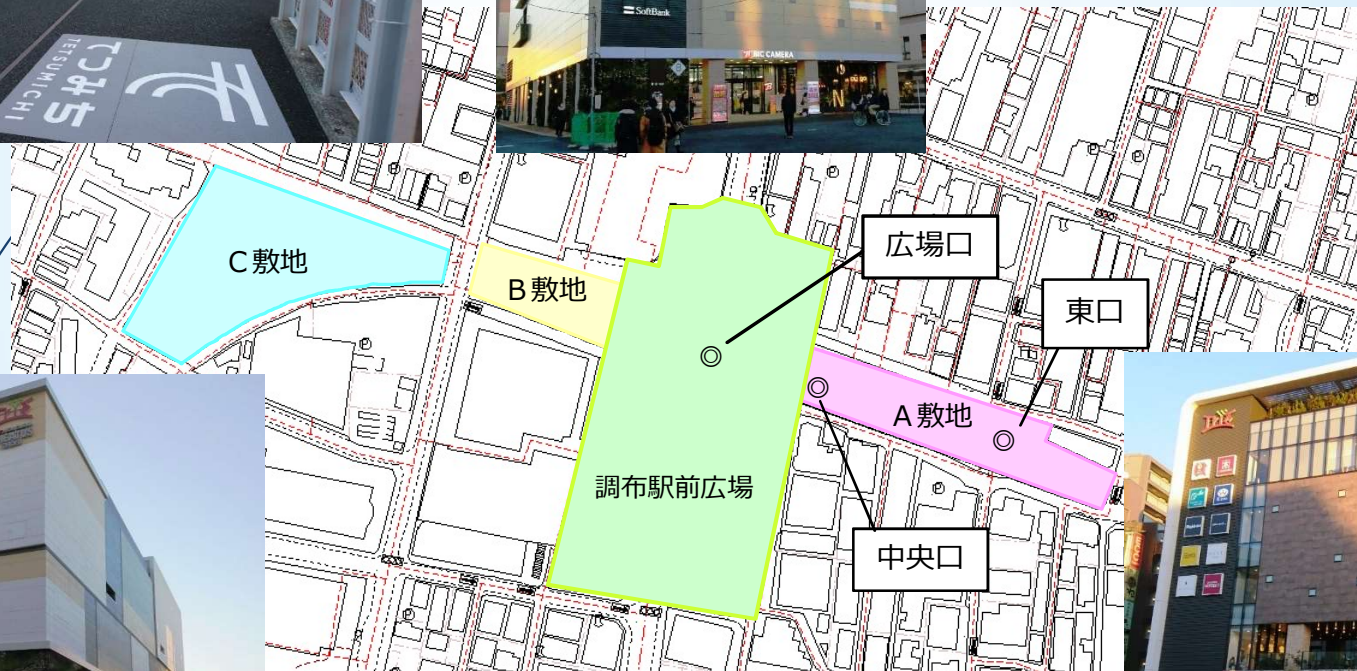 てつみち
TETSUMICHI
SoftBank
BIC CAMERA
C敷地
B敷地
広場口
東口
A敷地
調布駅前広場
中央口